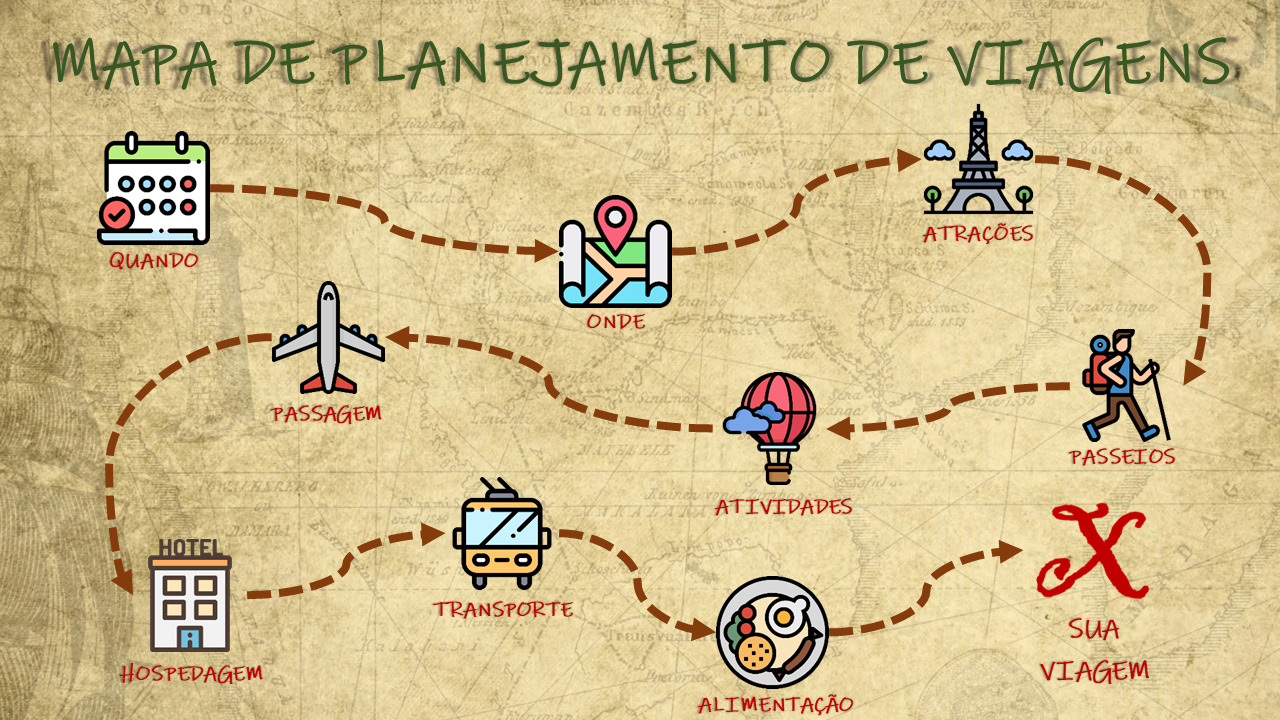 MAPA DE PLANEJAMENTO DE VIAGENS
QUANDO
ONDE
ATRAÇÕES
PASSEIOS
ATIVIDADES
PASSAGEM
HOTEL
HOSPEDAGEM
TRANSPORTE
ALIMENTAÇÃO
X
SUA
VIAGEM